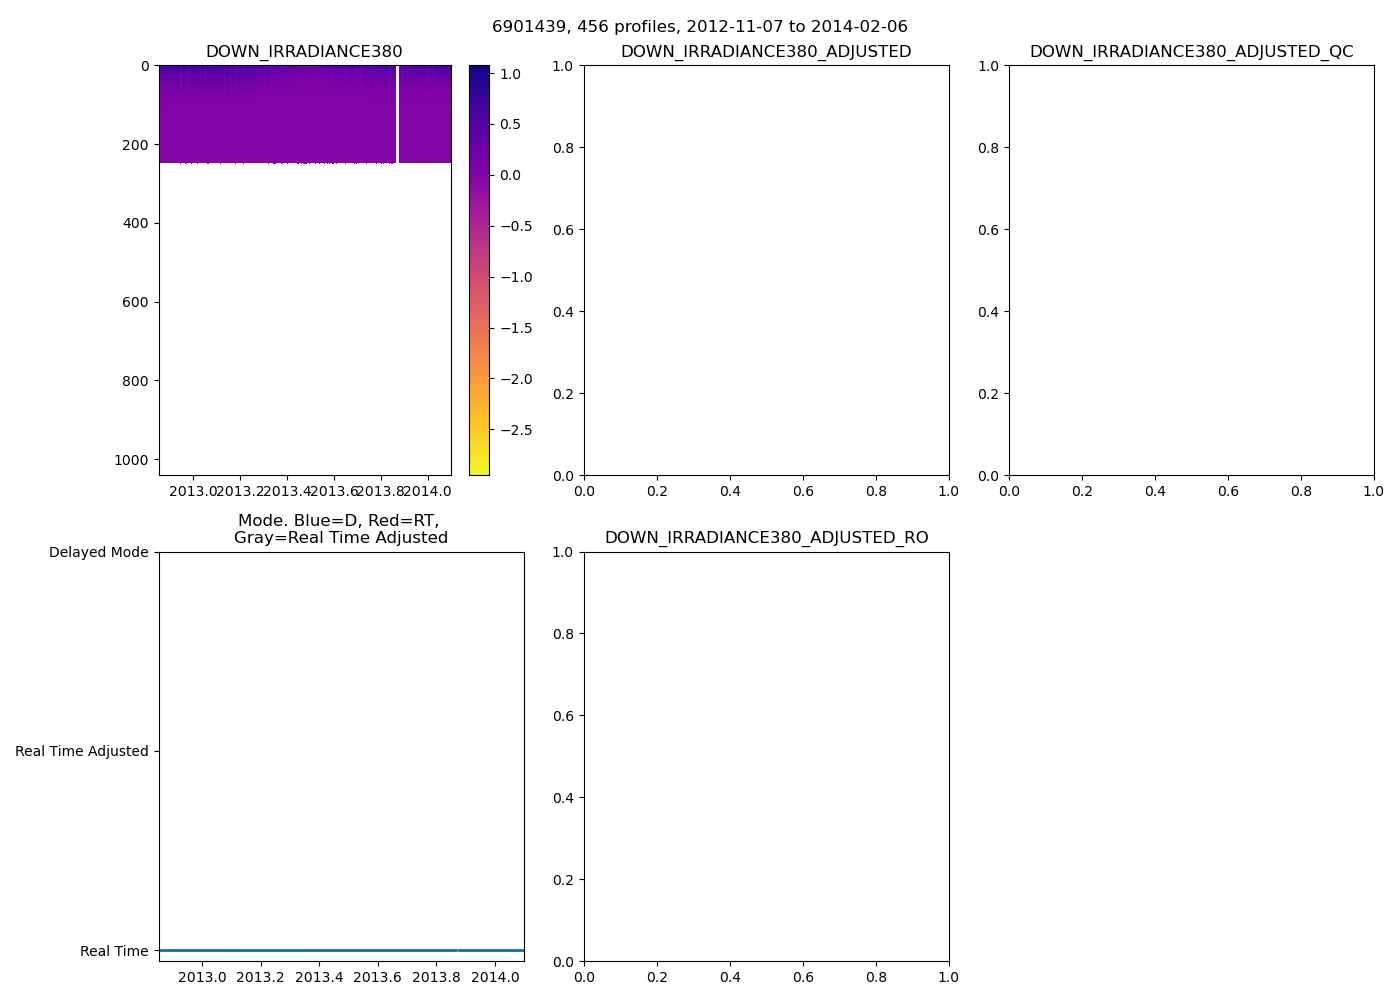 6901439, 456 profiles, 2012-11-07 to 2014-02-06
DOWN_IRRADIANCE380
0
200
400
600
800
1000
2013.0 2013.2 2013.4 2013.6 2013.8 2014.0
1.0
0.5
0.0
−0.5
−1.0
−1.5
−2.0
−2.5
DOWN_IRRADIANCE380_ADJUSTED
1.0
0.8
0.6
0.4
0.2
0.0
0.0 0.2 0.4 0.6 0.8 1.0
DOWN_IRRADIANCE380_ADJUSTED_QC
1.0
0.8
0.6
0.4
0.2
0.0
0.0 0.2 0.4 0.6 0.8 1.0
Mode. Blue=D, Red=RT,
Gray=Real Time Adjusted
Delayed Mode
Real Time Adjusted
Real Time
2013.0 2013.2 2013.4 2013.6 2013.8 2014.0
DOWN_IRRADIANCE380_ADJUSTED_RO
1.0
0.8
0.6
0.4
0.2
0.0
0.0 0.2 0.4 0.6 0.8 1.0